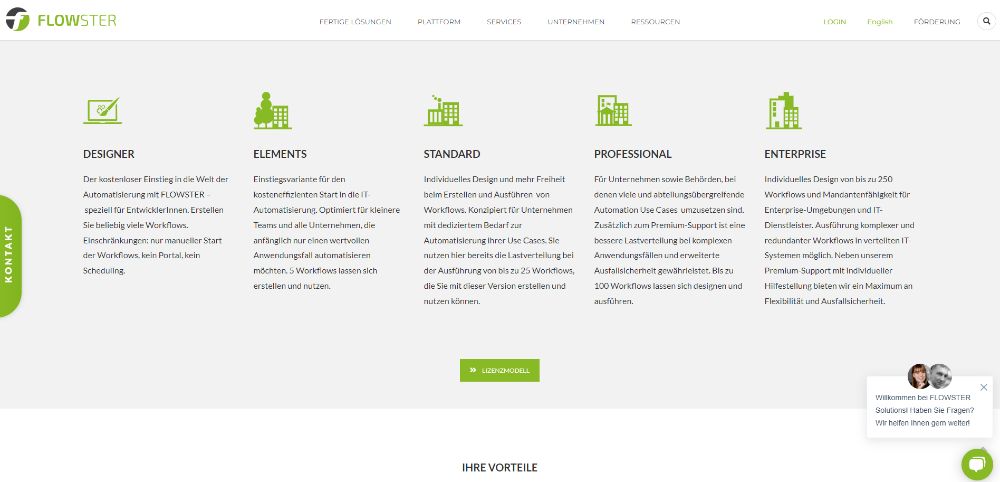 FLOWSTER
FERTIGE LÖSUNGEN PLATTFORM SERVICES UNTERNEHMEN RESSOURCEN LOGIN English FÖRDERUNG
KONTAKT
DESIGNER
Der kostenloser Einstieg in die Welt der
Automatisierung mit FLOWSTER –
speziell für EntwicklerInnen. Erstellen
Sie beliebig viele Workflows.
Einschränkungen: nur manueller Start
der Workflows, kein Portal, kein
Scheduling.
ELEMENTS
Einstiegsvariante für den
kosteneffizienten Start in die IT-
Automatisierung. Optimiert für kleinere
Teams und alle Unternehmen, die
anfänglich nur einen wertvollen
Anwendungsfall automatisieren
möchten. 5 Workflows lassen sich
erstellen und nutzen.
STANDARD
Individuelles Design und mehr Freiheit
beim Erstellen und Ausführen von
Workflows. Konzipiert für Unternehmen
mit dediziertem Bedarf zur
Automatisierung ihrer Use Cases. Sie
nutzen hier bereits die Lastverteilung bei
der Ausführung von bis zu 25 Workflows,
die Sie mit dieser Version erstellen und
nutzen können.
PROFESSIONAL
Für Unternehmen sowie Behörden, bei
denen viele und abteilungsübergreifende
Automation Use Cases umzusetzen sind.
Zusätzlich zum Premium-Support ist eine
bessere Lastverteilung bei komplexen
Anwendungsfällen und erweiterte
Ausfallsicherheit gewährleistet. Bis zu
100 Workflows lassen sich designen und
ausführen.
ENTERPRISE
Individuelles Design von bis zu 250
Workflows und Mandantenfähigkeit für
Enterprise-Umgebungen und IT-
Dienstleister. Ausführung komplexer und
redundanter Workflows in verteilten IT
Systemen möglich. Neben unserem
Premium-Support mit individueller
Hilfestellung bieten wir ein Maximum an
Flexibilität und Ausfallsicherheit.
LIZENZMODELL
Willkommen bei FLOWSTER
Solutions! Haben Sie Fragen?
Wir helfen Ihnen gern weiter!
IHRE VORTEILE